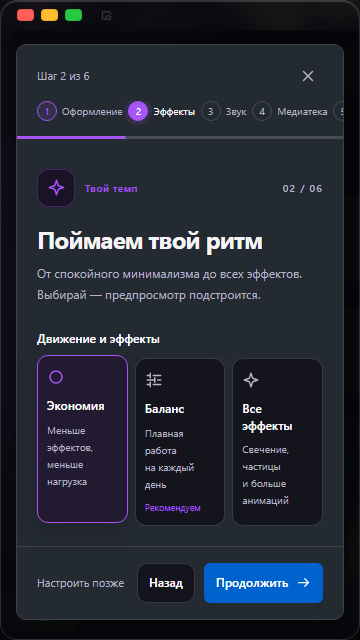 Шаг 2 из 6
1 Оформление 2 Эффекты 3 Звук 4 Медиатека
Твой темп
02 / 06
Поймаем твой ритм
От спокойного минимализма до всех эффектов.
Выбирай — предпросмотр подстроится.
Движение и эффекты
Экономия
Меньше
эффектов,
меньше
нагрузка
Баланс
Плавная
работа
на каждый
день
Рекомендуем
Все
эффекты
Свечение,
частицы
и больше
анимаций
Настроить позже
Назад
Продолжить →